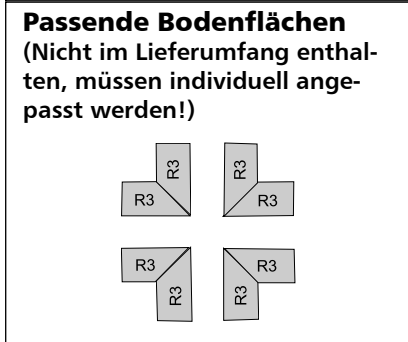 Passende Bodenflächen
(Nicht im Lieferumfang enthal-
ten, müssen individuell ange-
passt werden!)
R3 R3
R3 R3
R3 R3
R3 R3